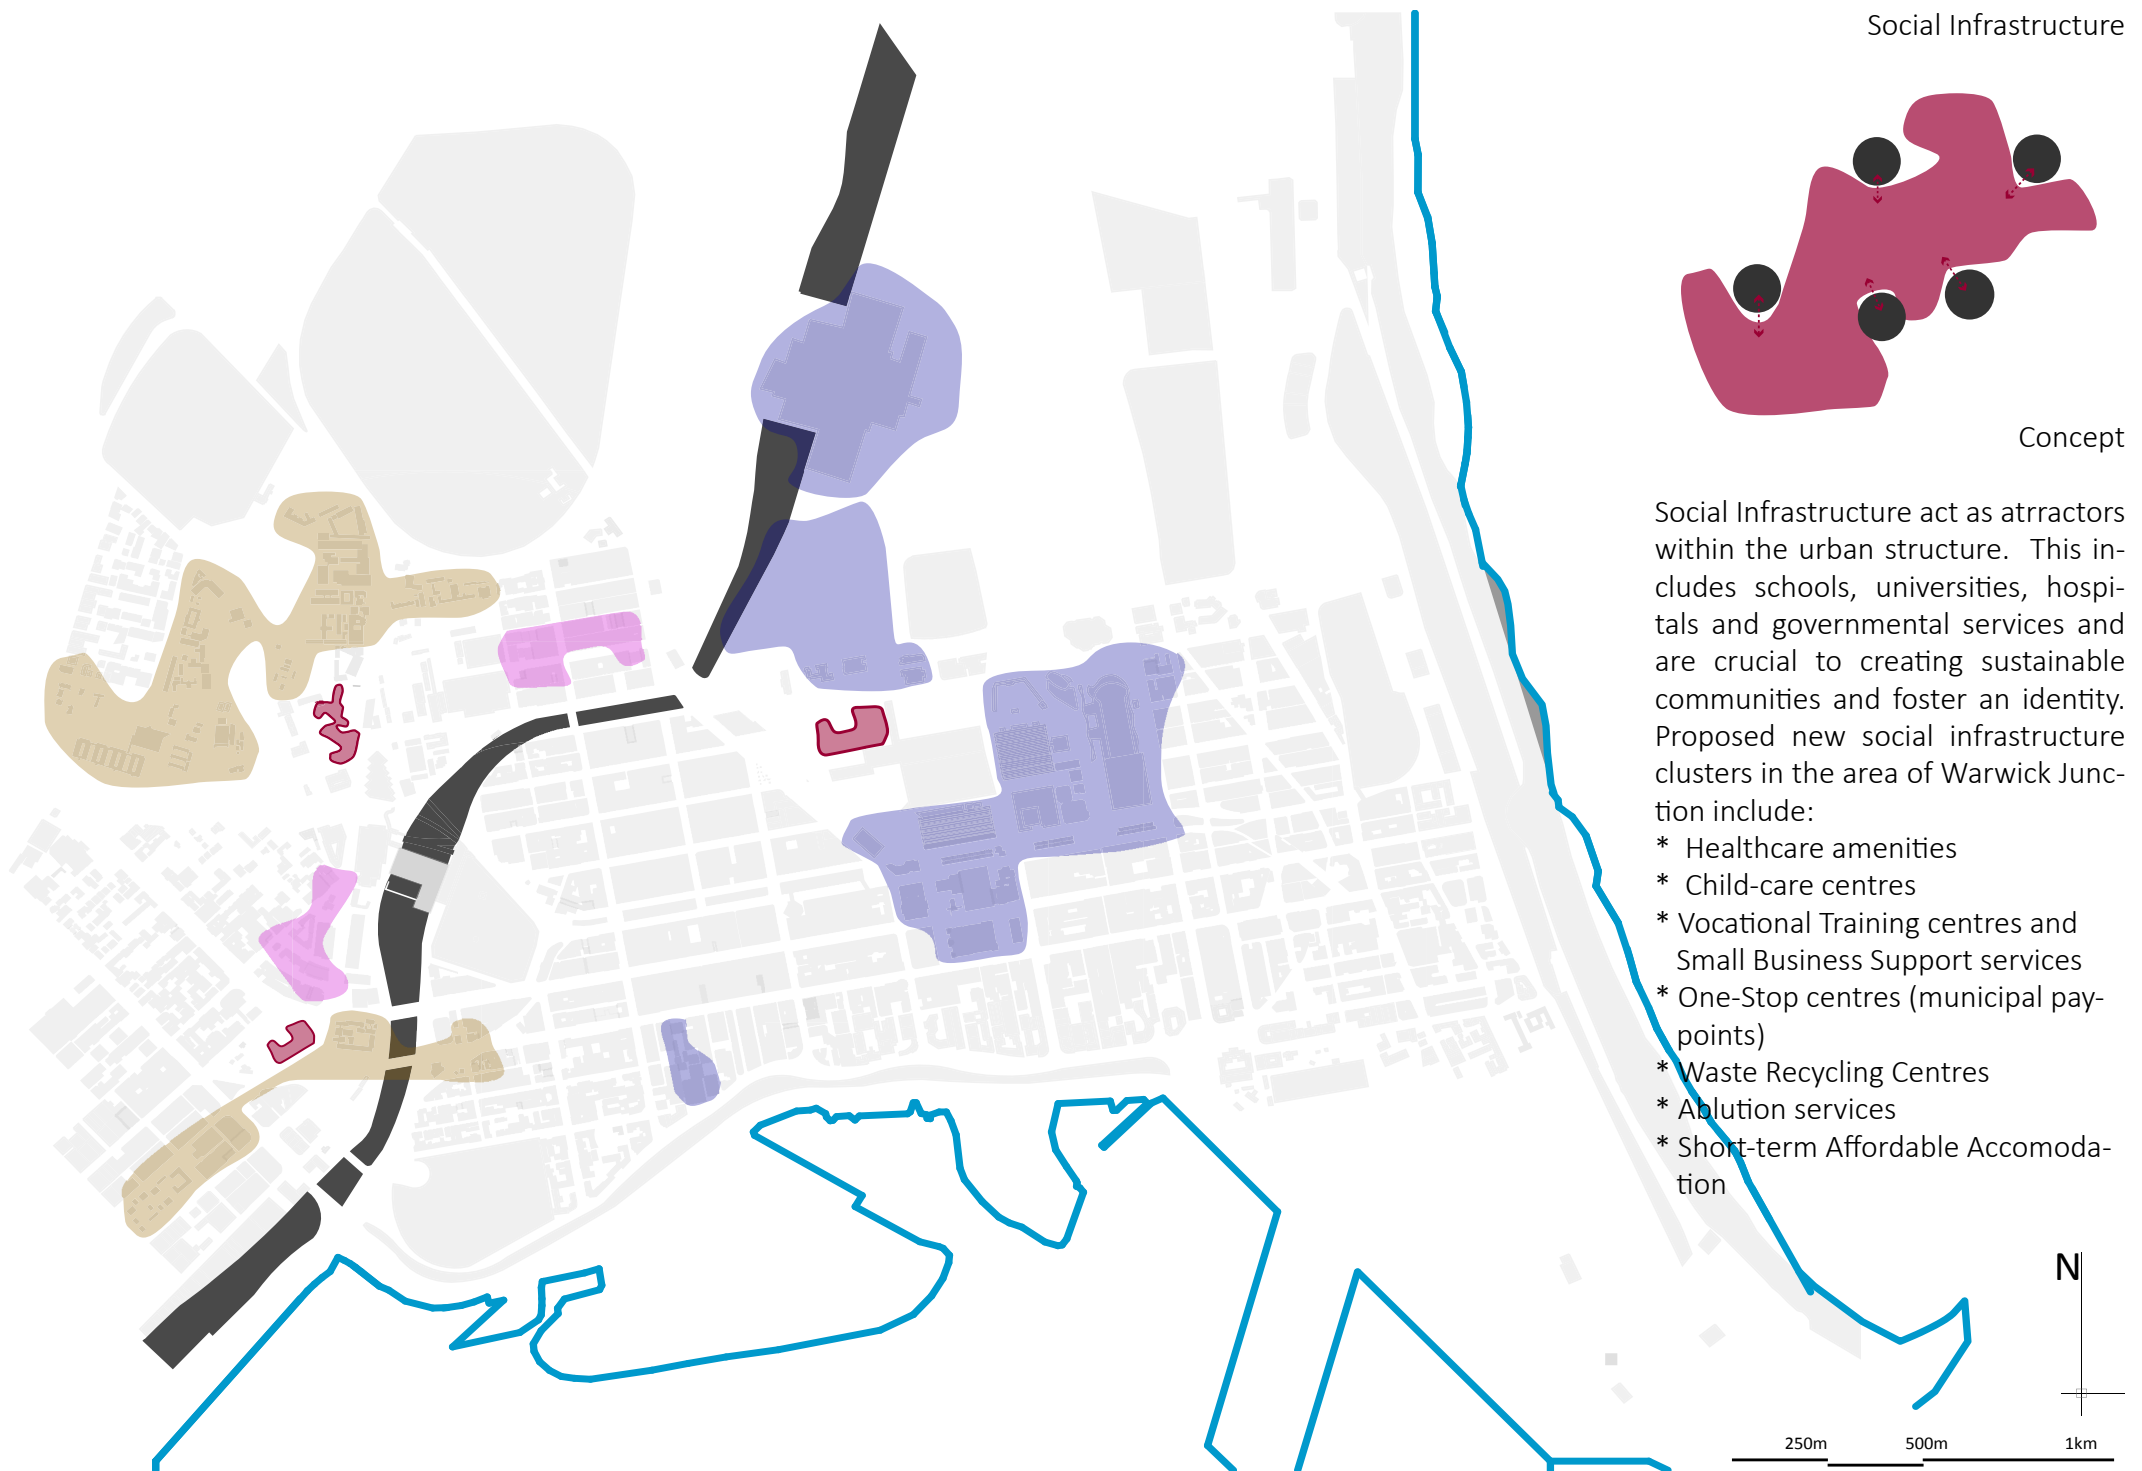 Social Infrastructure
Concept
Social Infrastructure act as atrractors
within the urban structure. This in-
cludes schools, universities, hospi-
tals and governmental services and
are crucial to creating sustainable
communities and foster an identity.
Proposed new social infrastructure
clusters in the area of Warwick Junc-
tion include:
* Healthcare amenities
* Child-care centres
* Vocational Training centres and
Small Business Support services
* One-Stop centres (municipal pay-
points)
* Waste Recycling Centres
* Ablution services
* Short-term Affordable Accomoda-
tion
N
250m 500m 1km